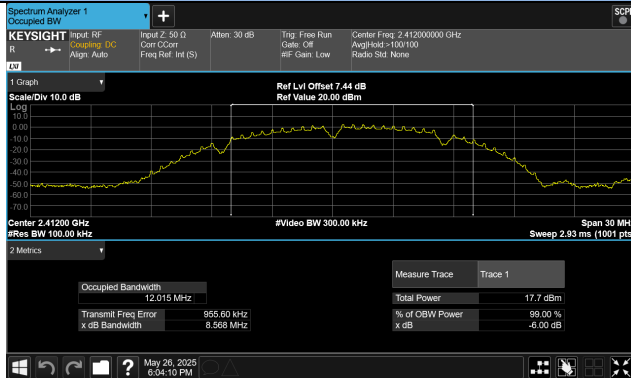 Spectrum Analyzer 1
Occupied BW
SCPI
KEYSIGHT
R
LXI
Input: RF
Coupling: DC
Align: Auto
Input Z: 50 Ω
Corr CCorr
Freq Ref: Int (S)
Atten: 30 dB
Trig: Free Run
Gate: Off
#IF Gain: Low
Center Freq: 2.412000000 GHz
Avg|Hold:>100/100
Radio Std: None
1 Graph
Scale/Div 10.0 dB
Ref Lvl Offset 7.44 dB
Ref Value 20.00 dBm
Log
10.0
0.00
-10.0
-20.0
-30.0
-40.0
-50.0
-60.0
-70.0
Center 2.41200 GHz
#Res BW 100.00 kHz
#Video BW 300.00 kHz
Span 30 MH
Sweep 2.93 ms (1001 pts
2 Metrics
Occupied Bandwidth
12.015 MHz
Transmit Freq Error 955.60 kHz
x dB Bandwidth 8.568 MHz
Measure Trace Trace 1
Total Power 17.7 dBm
% of OBW Power 99.00 %
x dB -6.00 dB
?
May 26, 2025
6:04:10 PM